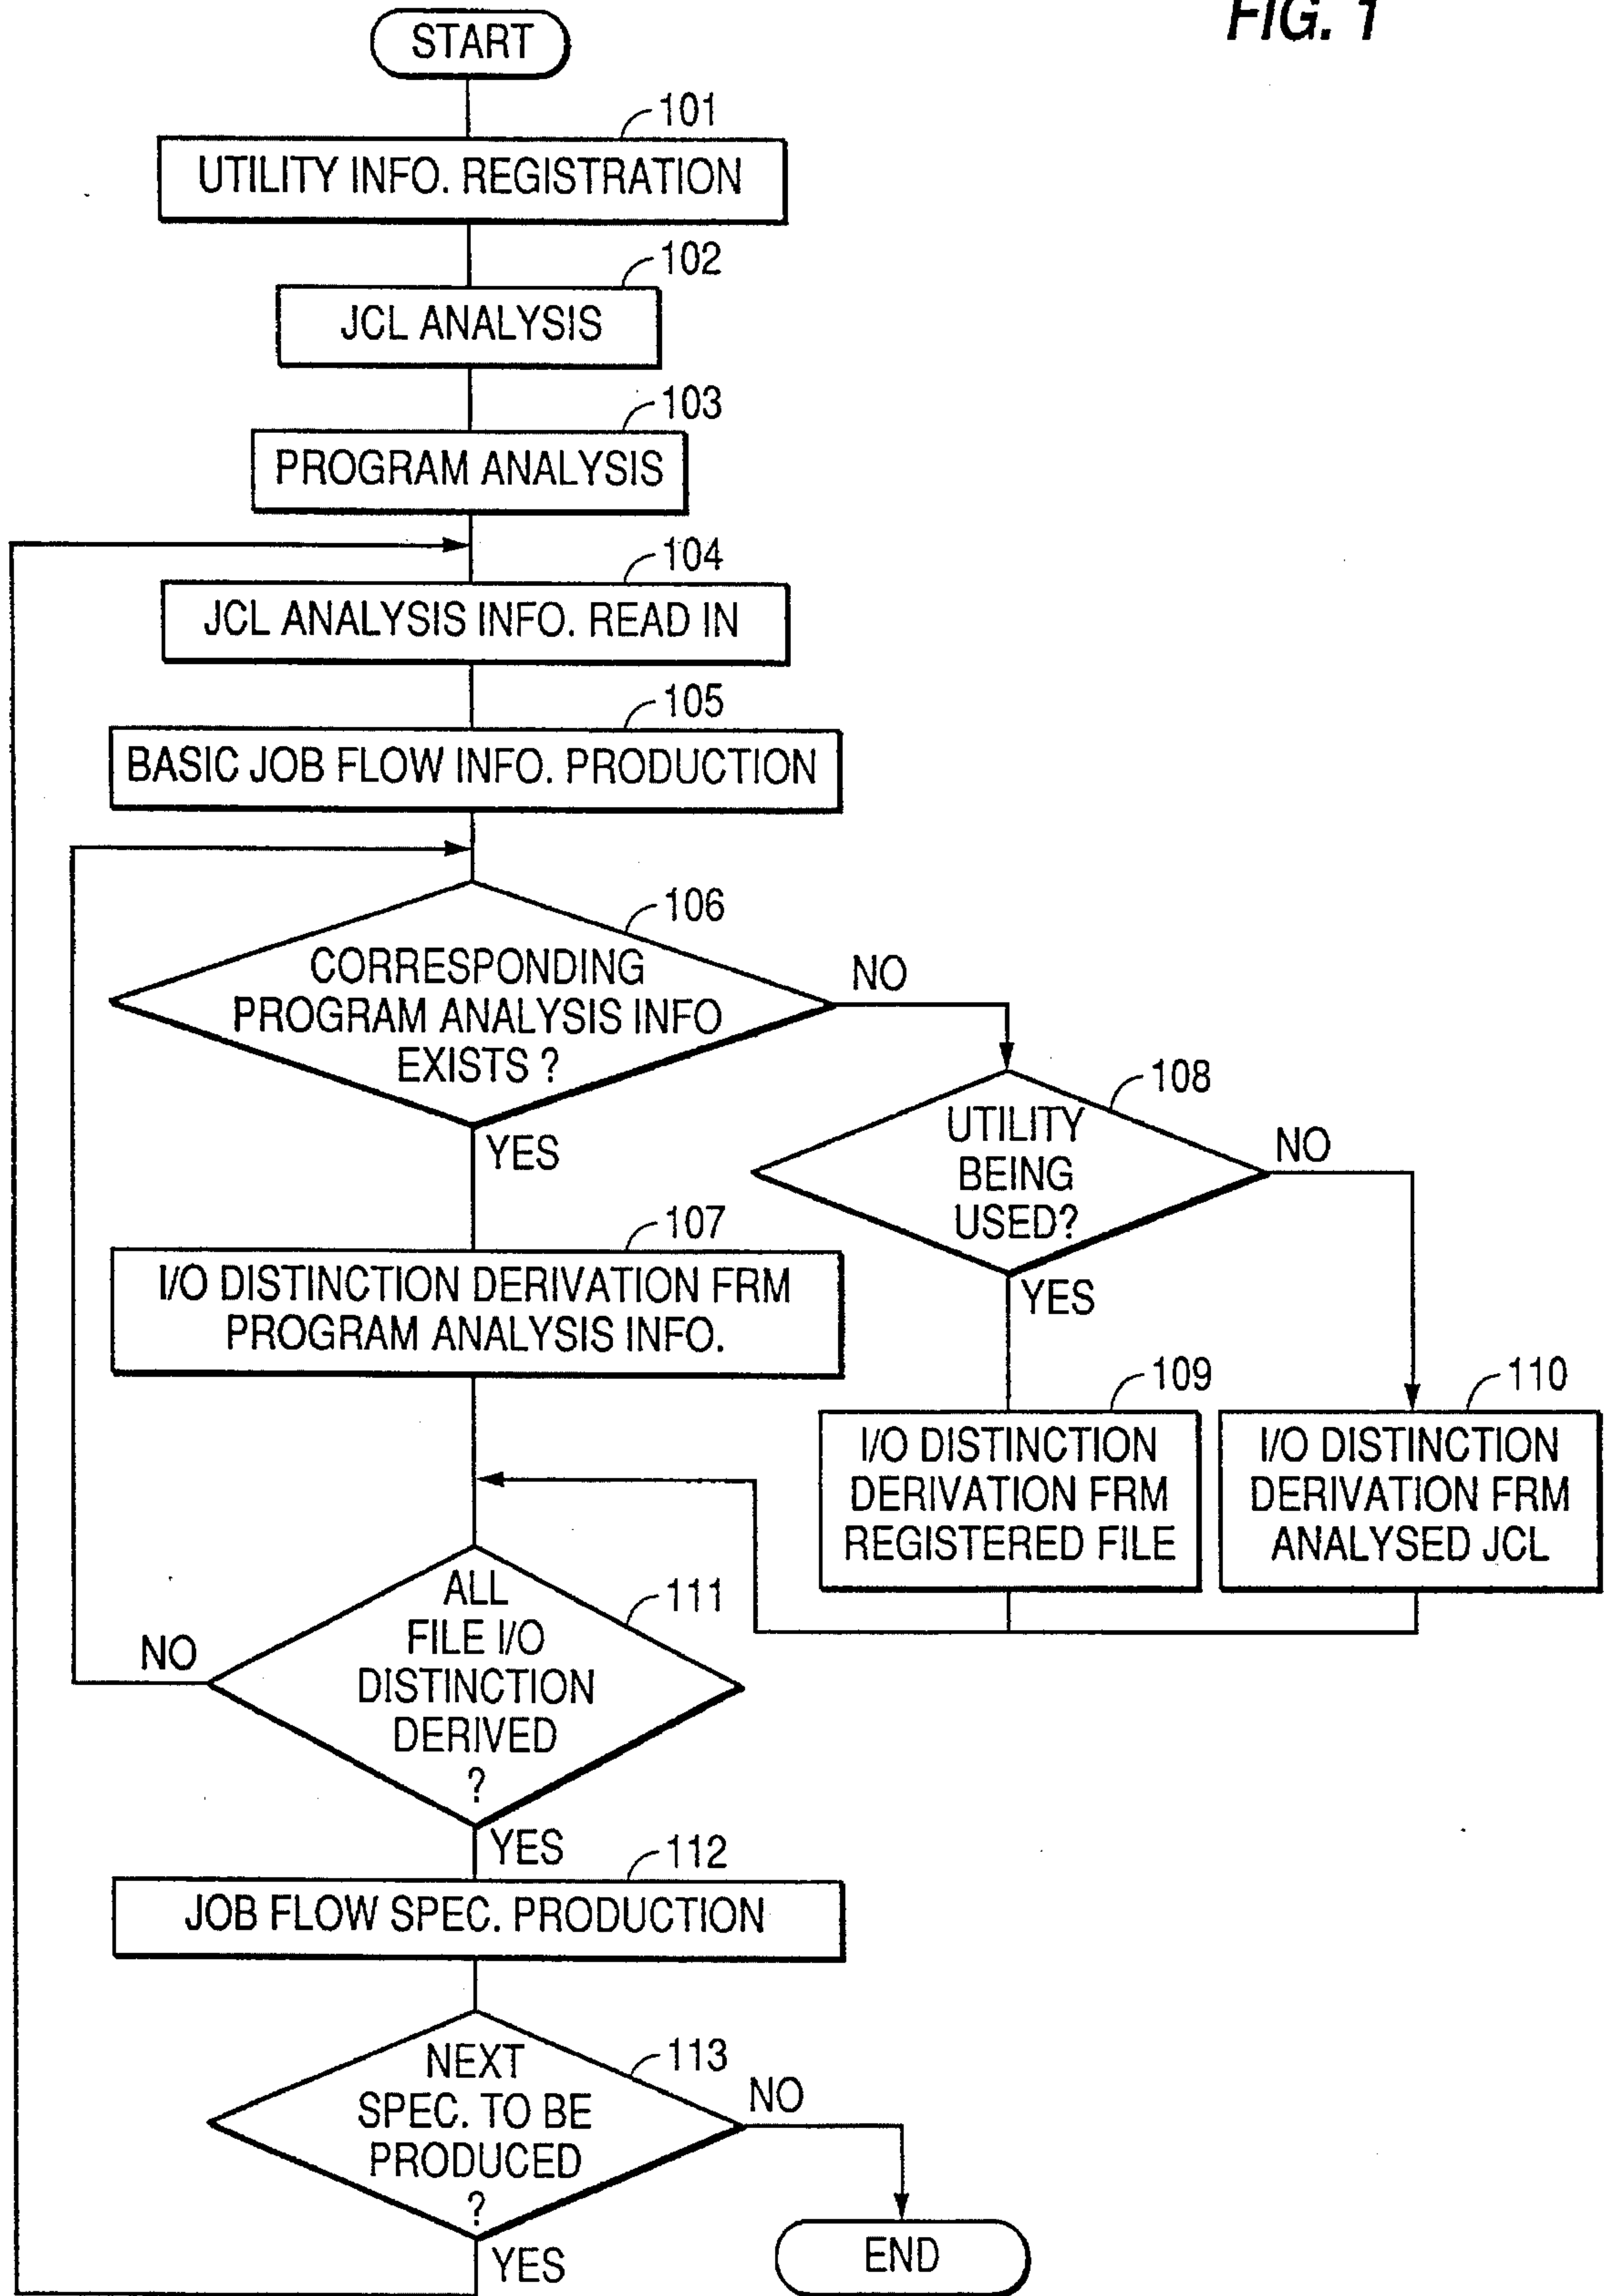 FIG. 1
START
101
UTILITY INFO. REGISTRATION
102
JCL ANALYSIS
103
PROGRAM ANALYSIS
104
JCL ANALYSIS INFO. READ IN
105
BASIC JOB FLOW INFO. PRODUCTION
106
CORRESPONDING
PROGRAM ANALYSIS INFO
EXISTS ?
NO
YES
108
UTILITY
BEING
USED?
NO
YES
107
I/O DISTINCTION DERIVATION FRM
PROGRAM ANALYSIS INFO.
109
I/O DISTINCTION
DERIVATION FRM
REGISTERED FILE
110
I/O DISTINCTION
DERIVATION FRM
ANALYSED JCL
111
ALL
FILE I/O
DISTINCTION
DERIVED
?
NO
YES
112
JOB FLOW SPEC. PRODUCTION
113
NEXT
SPEC. TO BE
PRODUCED
?
NO
YES
END